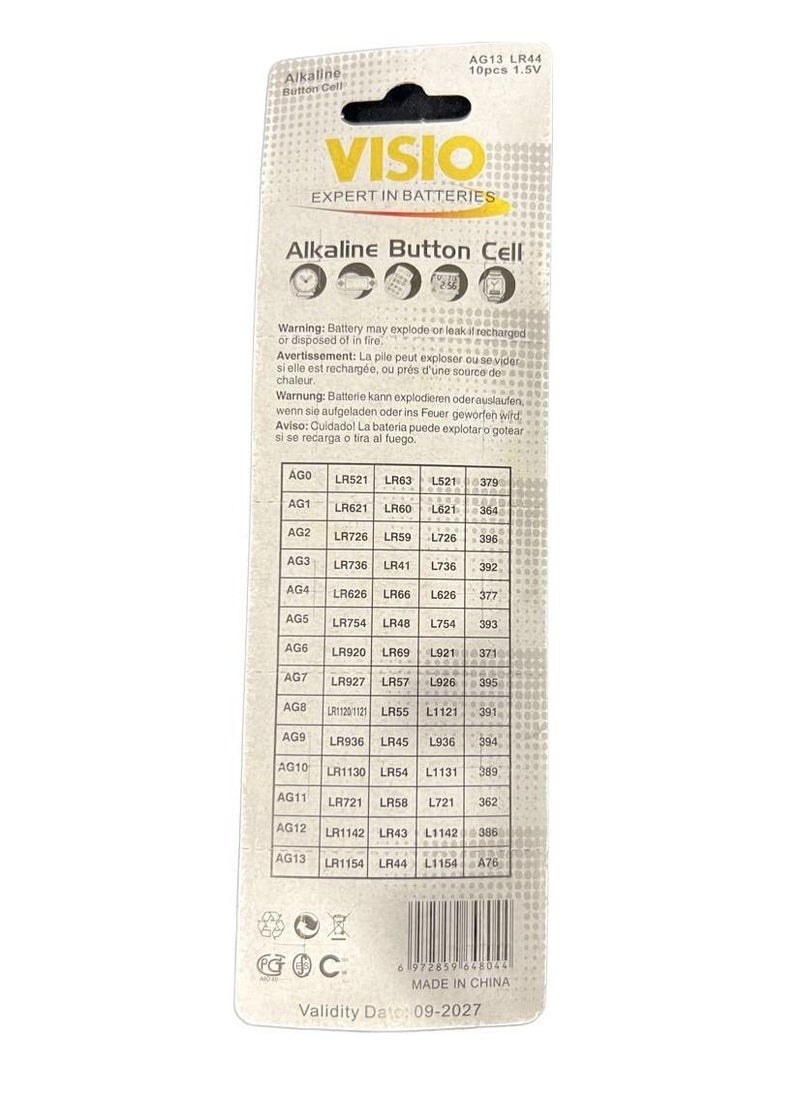 Alkaline
Button Cell
AG13 LR44
10pcs 1.5V
VISIO
EXPERT IN BATTERIES
Alkaline Button Cell
2:56
Warning: Battery may explode or leak if recharged
or disposed of in fire.
Avertissement: La pile peut exploser ou se vider
si elle est rechargée, ou prés d'une source de
chaleur.
Warnung: Batterie kann explodieren oder auslaufen,
wenn sie aufgeladen oder ins Feuer geworfen wird.
Aviso: Cuidado! La bateria puede explotar o gotear
si se recarga o tira al fuego.
AG0 LR521 LR63 L521 379
AG1 LR621 LR60 L621 364
AG2 LR726 LR59 L726 396
AG3 LR736 LR41 L736 392
AG4 LR626 LR66 L626 377
AG5 LR754 LR48 L754 393
AG6 LR920 LR69 L921 371
AG7 LR927 LR57 L926 395
AG8 LR1120/1121 LR55 L1121 391
AG9 LR936 LR45 L936 394
AG10 LR1130 LR54 L1131 389
AG11 LR721 LR58 L721 362
AG12 LR1142 LR43 L1142 386
AG13 LR1154 LR44 L1154 A76
6 972859 648044
MADE IN CHINA
Validity Date: 09-2027